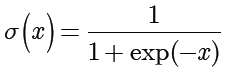 σ(x) = 1 / (1 + exp(−x))